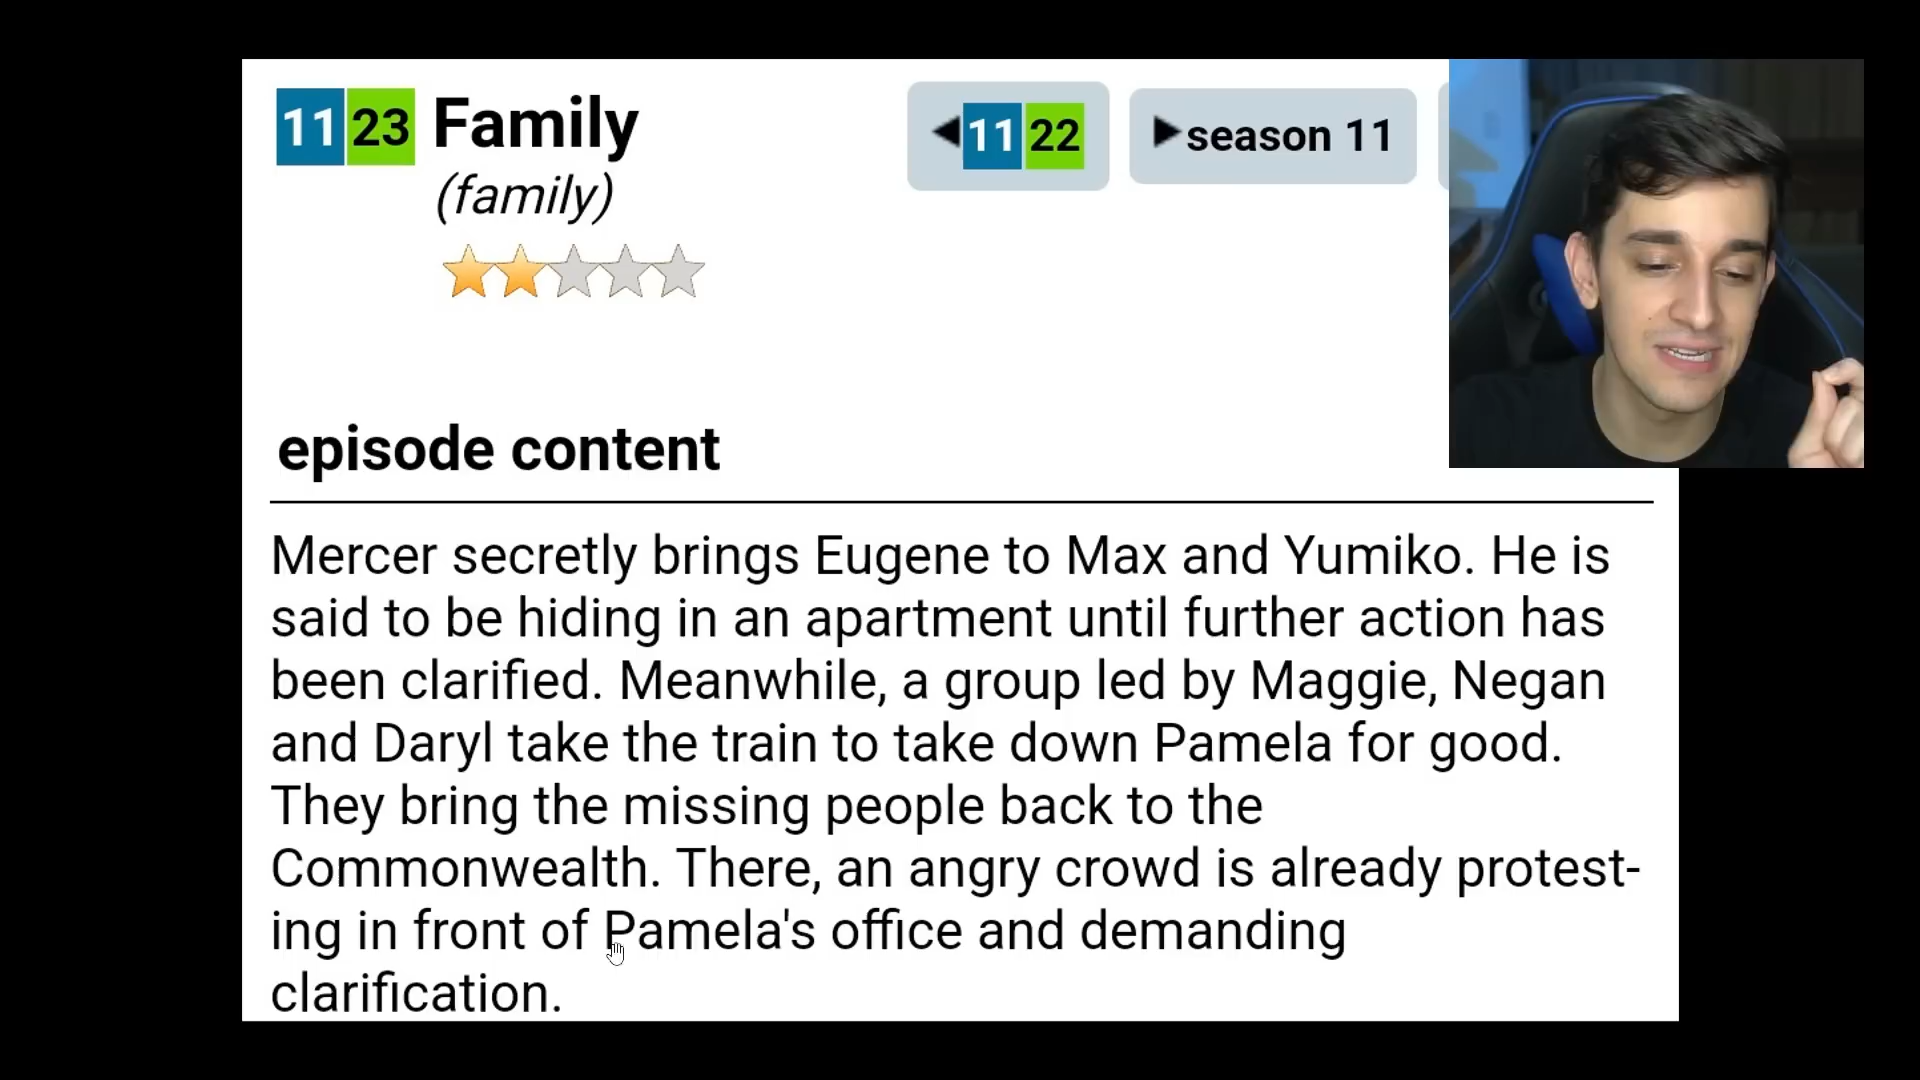 11 23 Family
(family)
◀11 22
▶season 11
episode content
Mercer secretly brings Eugene to Max and Yumiko. He is
said to be hiding in an apartment until further action has
been clarified. Meanwhile, a group led by Maggie, Negan
and Daryl take the train to take down Pamela for good.
They bring the missing people back to the
Commonwealth. There, an angry crowd is already protest-
ing in front of Pamela's office and demanding
clarification.